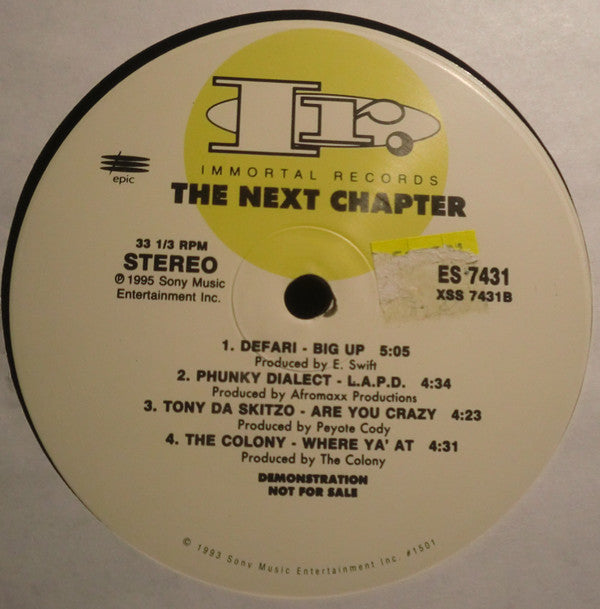 Ir.
IMMORTAL RECORDS
THE NEXT CHAPTER
epic
33 1/3 RPM
STEREO
℗ 1995 Sony Music
Entertainment Inc.
ES 7431
XSS 7431B
1. DEFARI - BIG UP 5:05
Produced by E. Swift
2. PHUNKY DIALECT - L.A.P.D. 4:34
Produced by Afromaxx Productions
3. TONY DA SKITZO - ARE YOU CRAZY 4:23
Produced by Peyote Cody
4. THE COLONY - WHERE YA' AT 4:31
Produced by The Colony
DEMONSTRATION
NOT FOR SALE
© 1993 Sony Music Entertainment Inc. #1501